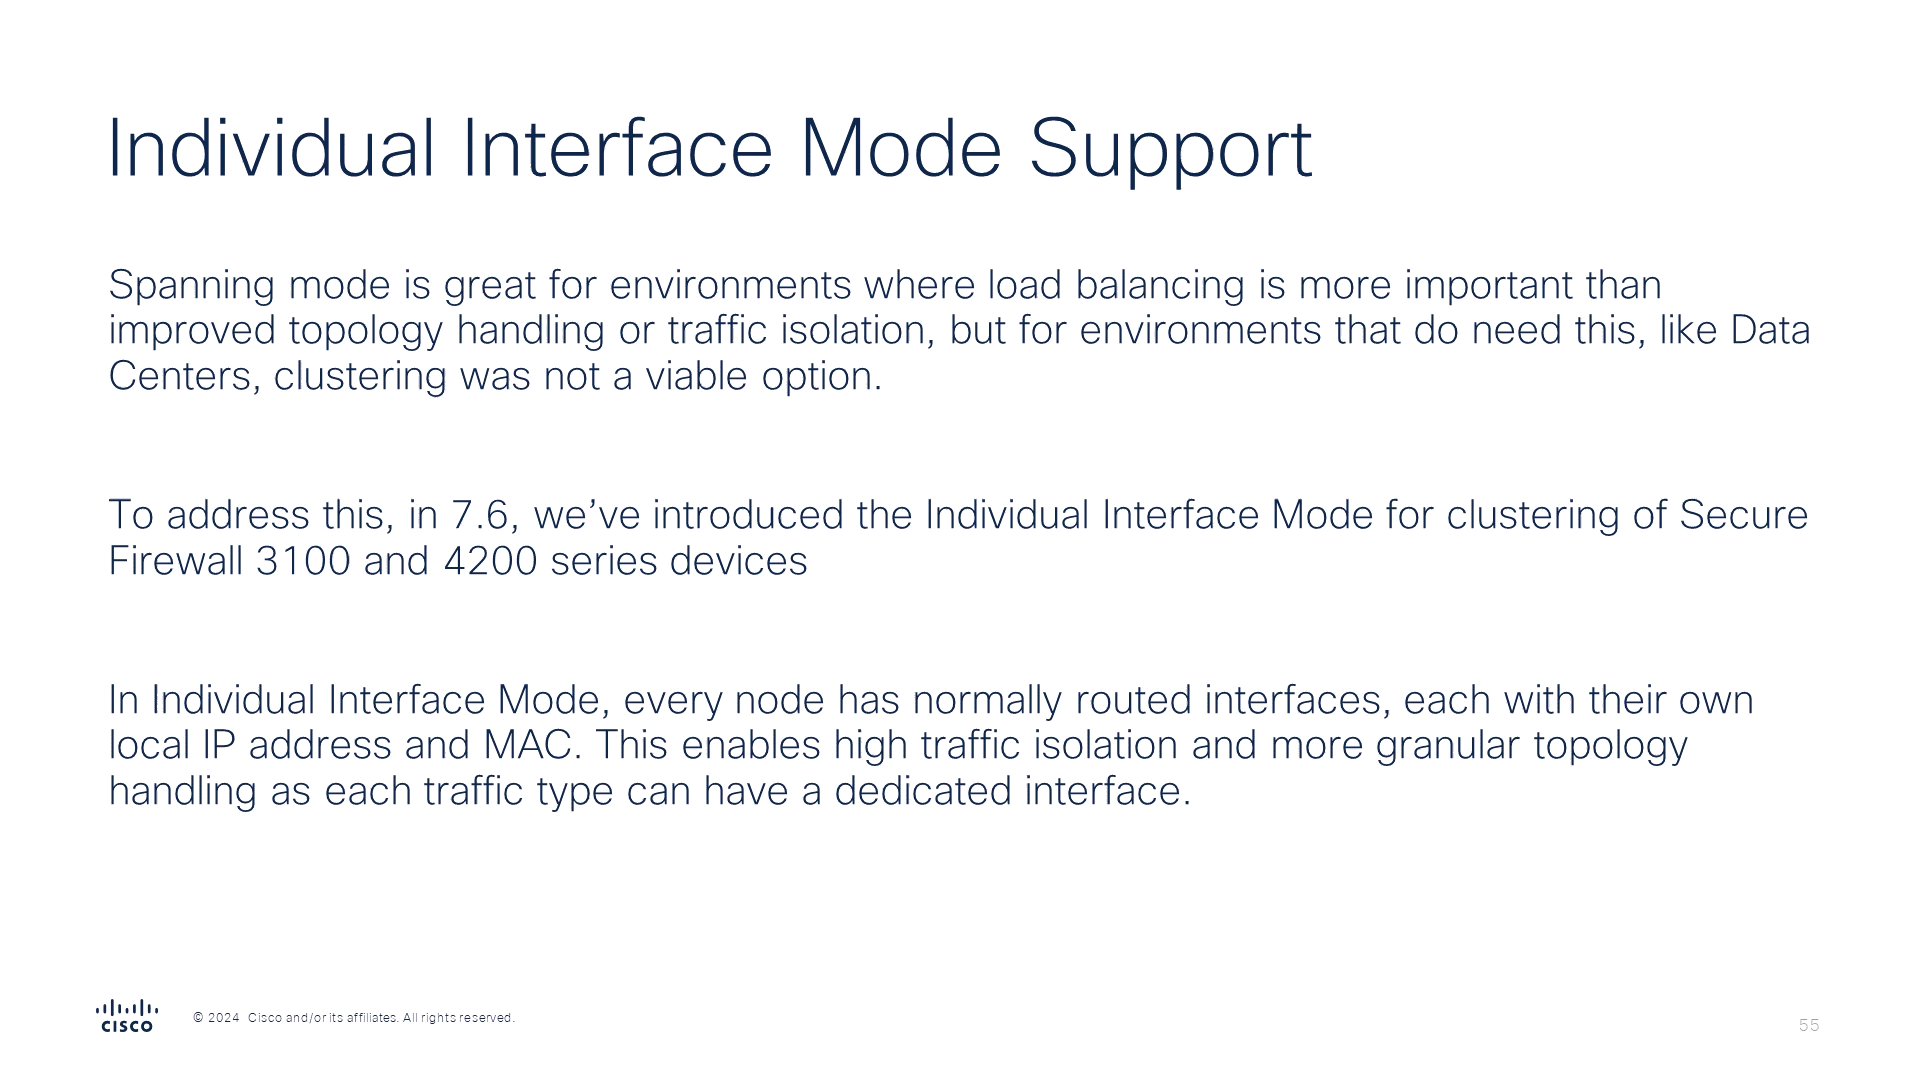 Individual Interface Mode Support
Spanning mode is great for environments where load balancing is more important than
improved topology handling or traffic isolation, but for environments that do need this, like Data
Centers, clustering was not a viable option.
To address this, in 7.6, we’ve introduced the Individual Interface Mode for clustering of Secure
Firewall 3100 and 4200 series devices
In Individual Interface Mode, every node has normally routed interfaces, each with their own
local IP address and MAC. This enables high traffic isolation and more granular topology
handling as each traffic type can have a dedicated interface.
CISCO
© 2024 Cisco and/or its affiliates. All rights reserved.
55